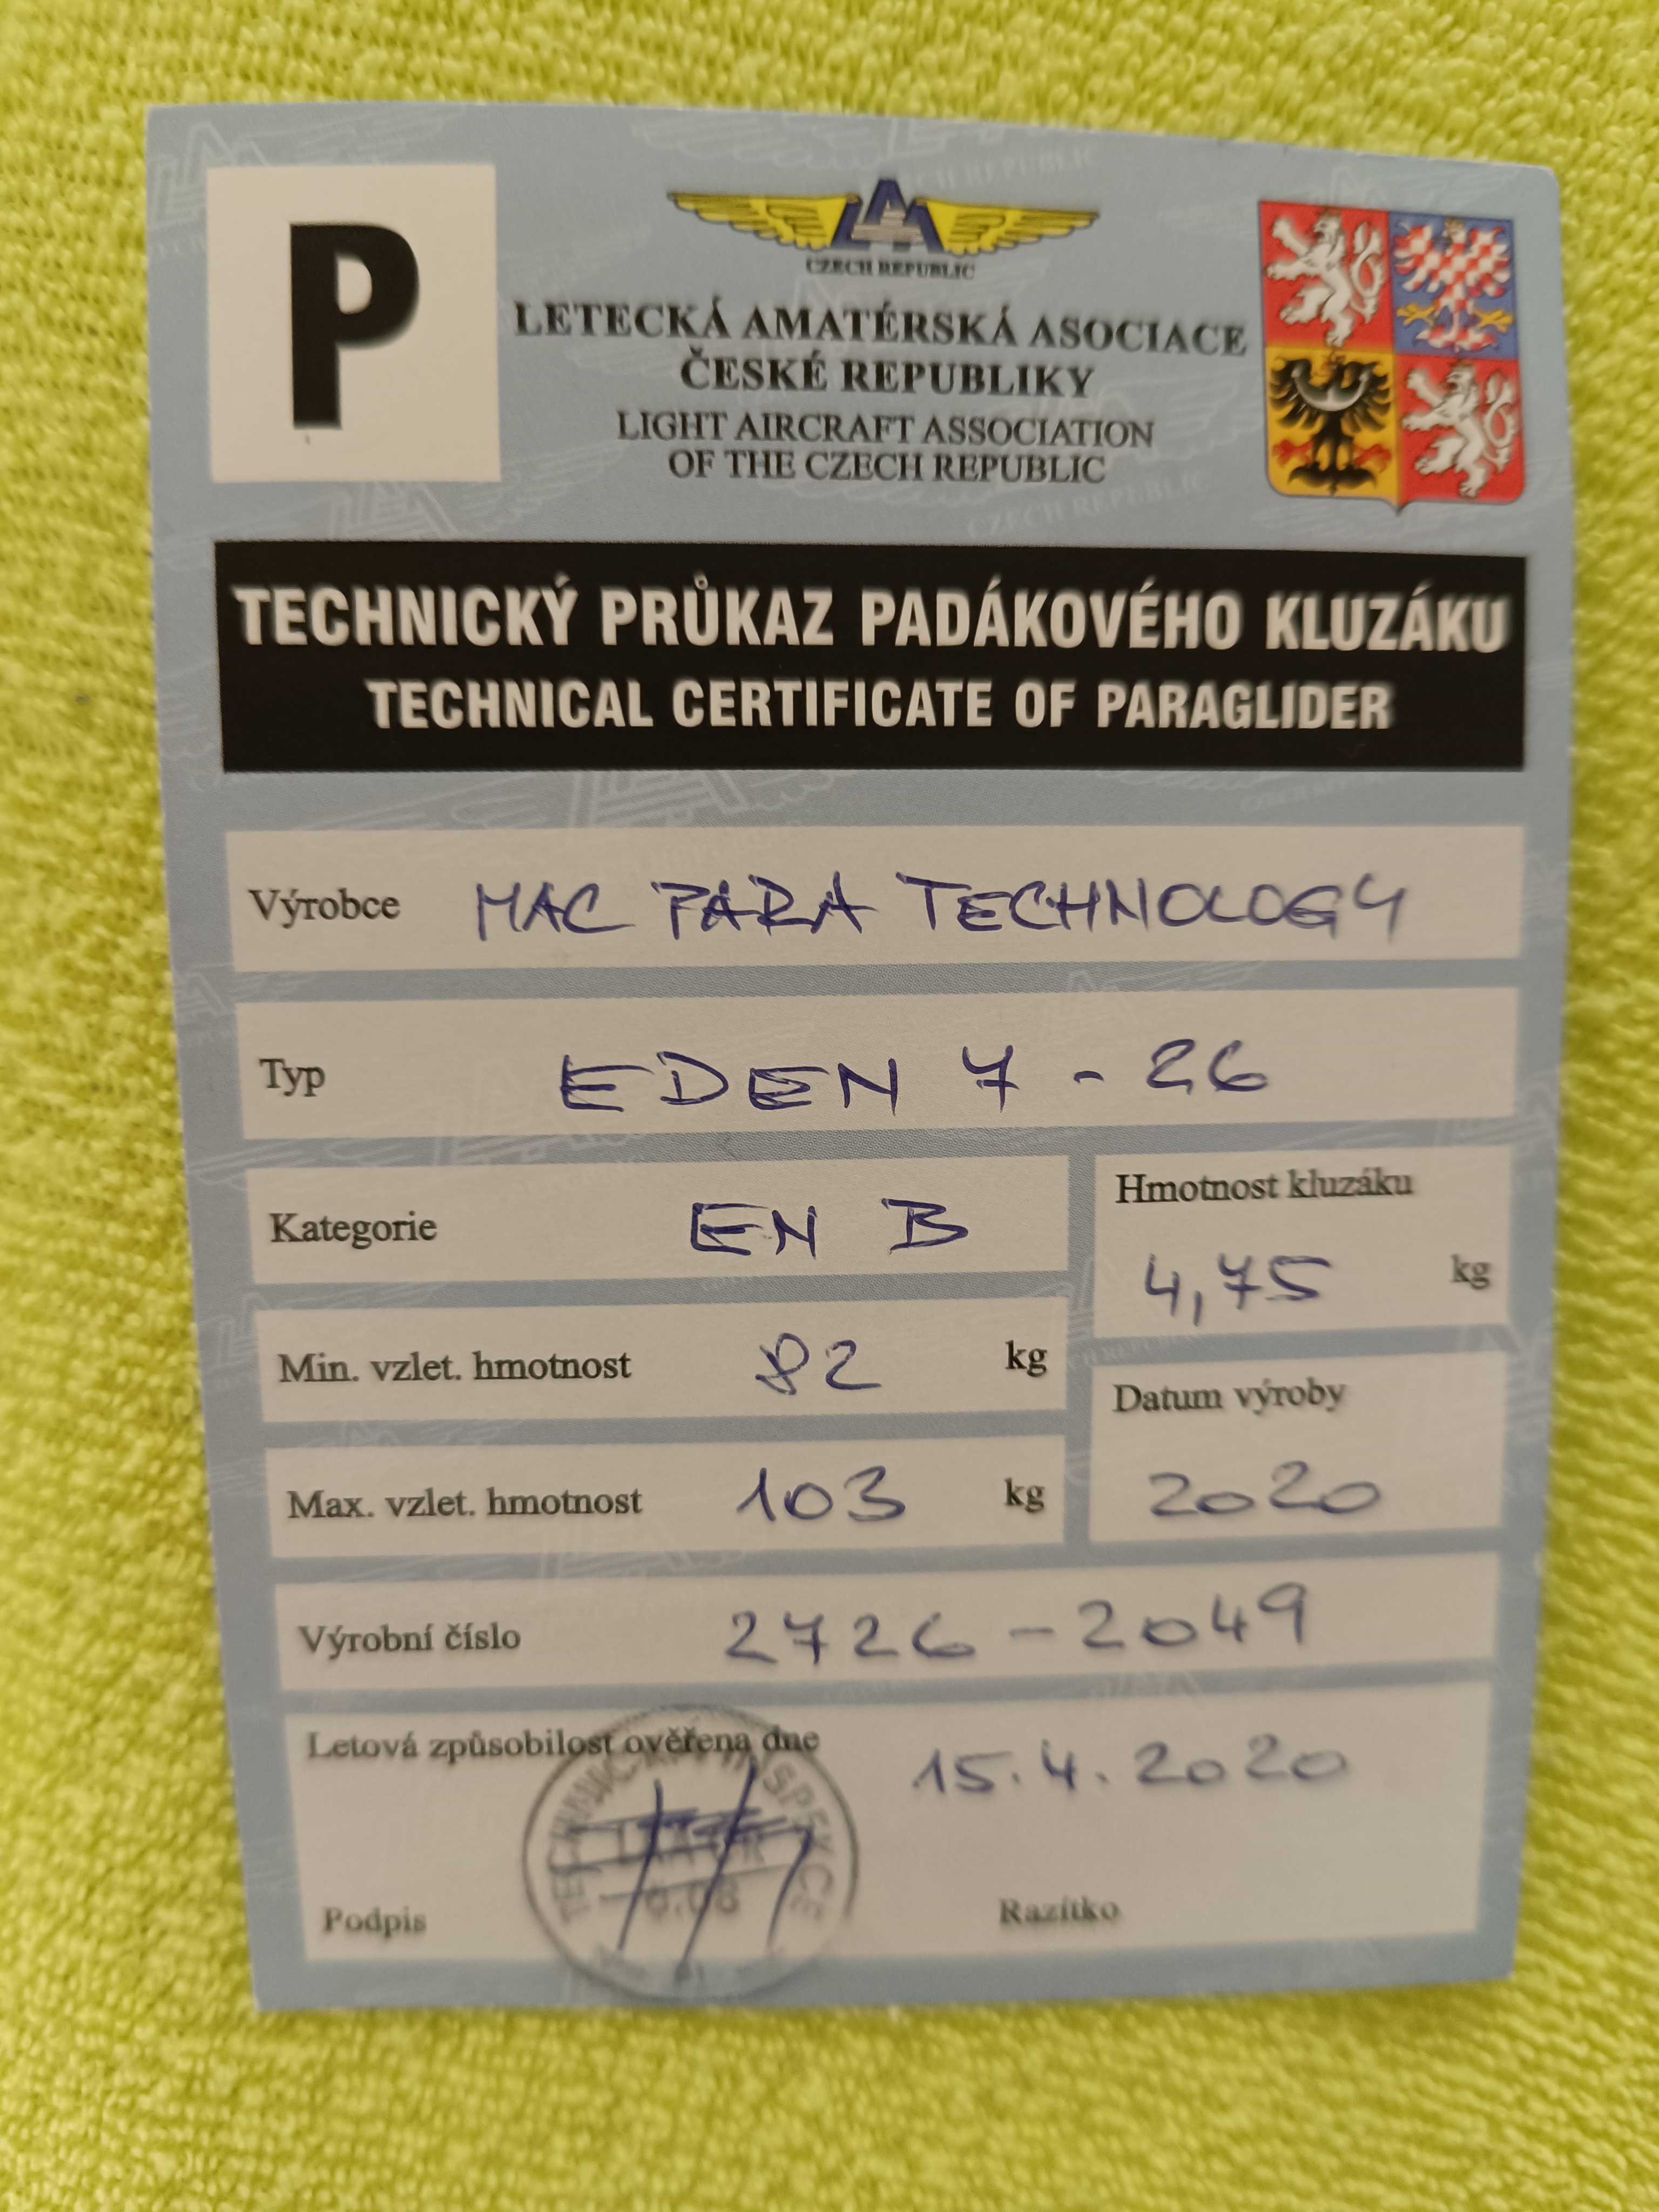 P
LAA
CZECH REPUBLIC
LETECKÁ AMATÉRSKÁ ASOCIACE
ČESKÉ REPUBLIKY
LIGHT AIRCRAFT ASSOCIATION
OF THE CZECH REPUBLIC
TECHNICKÝ PRŮKAZ PADÁKOVÉHO KLUZÁKU
TECHNICAL CERTIFICATE OF PARAGLIDER
Výrobce MAC PARA TECHNOLOGY
Typ EDEN 7 - 26
Kategorie EN B
Hmotnost kluzáku
4,75 kg
Min. vzlet. hmotnost 82 kg
Datum výroby
2020
Max. vzlet. hmotnost 103 kg
Výrobní číslo 2726 - 2049
Letová způsobilost ověřena dne 15.4.2020
Podpis
Razítko